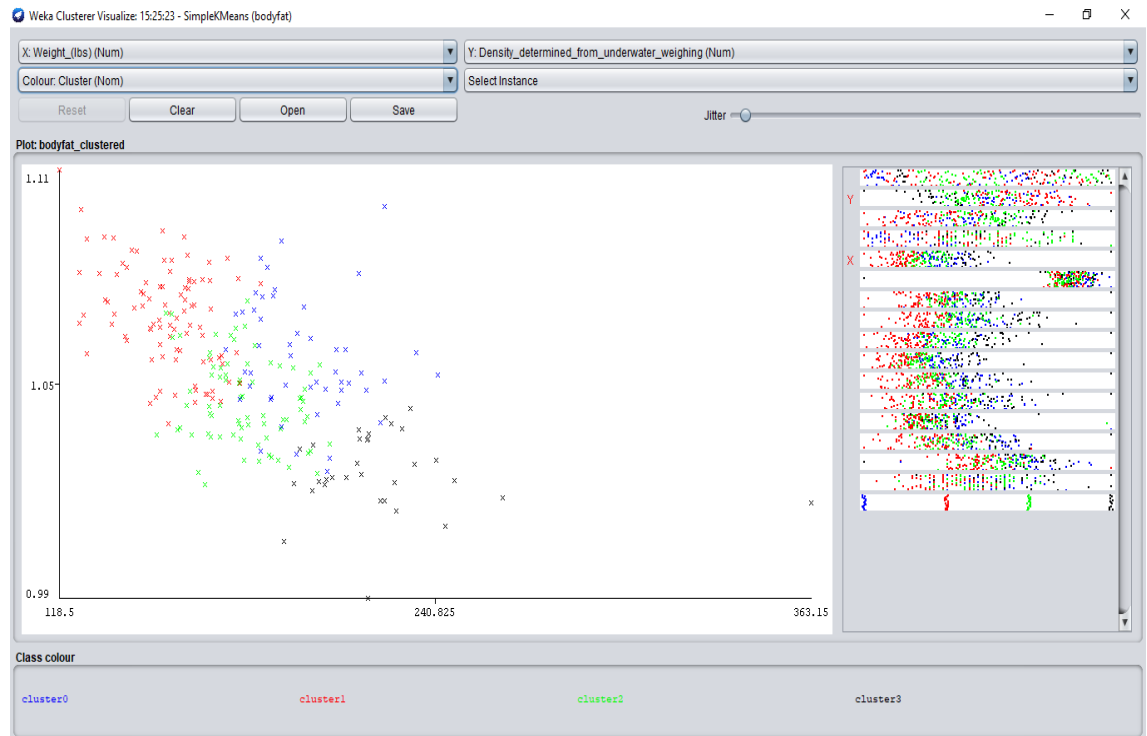 Weka Clusterer Visualize: 15:25:23 - SimpleKMeans (bodyfat)
X: Weight_(lbs) (Num) Y: Density_determined_from_underwater_weighing (Num)
Colour: Cluster (Nom) Select Instance
Reset Clear Open Save Jitter
Plot: bodyfat_clustered
1.11
1.05
0.99
118.5 240.825 363.15
Y
X
Class colour
cluster0 cluster1 cluster2 cluster3